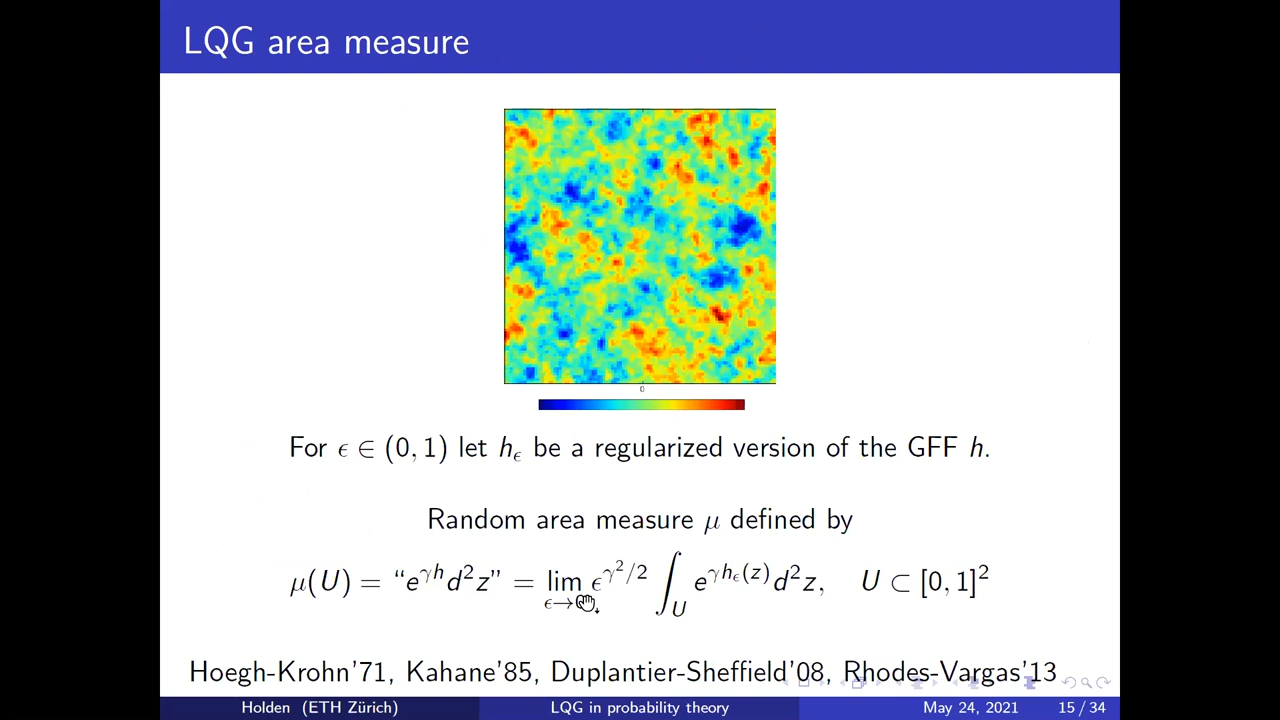 LQG area measure
0
For ϵ ∈ (0, 1) let hϵ be a regularized version of the GFF h.
Random area measure μ defined by
μ(U) = “e^{γh}d²z” = lim_{ϵ→} ϵ^{γ²/2} ∫_U e^{γhϵ(z)}d²z, U ⊂ [0, 1]²
Hoegh-Krohn’71, Kahane’85, Duplantier-Sheffield’08, Rhodes-Vargas’13
Holden (ETH Zürich) LQG in probability theory May 24, 2021 15 / 34